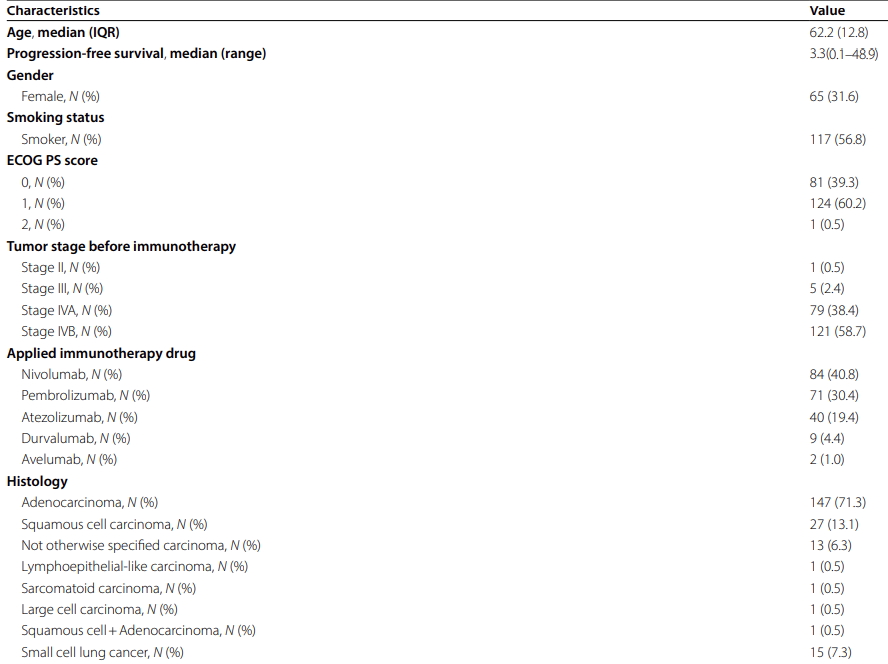 Characteristics Value
Age, median (IQR) 62.2 (12.8)
Progression-free survival, median (range) 3.3(0.1–48.9)
Gender
Female, N (%) 65 (31.6)
Smoking status
Smoker, N (%) 117 (56.8)
ECOG PS score
0, N (%) 81 (39.3)
1, N (%) 124 (60.2)
2, N (%) 1 (0.5)
Tumor stage before immunotherapy
Stage II, N (%) 1 (0.5)
Stage III, N (%) 5 (2.4)
Stage IVA, N (%) 79 (38.4)
Stage IVB, N (%) 121 (58.7)
Applied immunotherapy drug
Nivolumab, N (%) 84 (40.8)
Pembrolizumab, N (%) 71 (30.4)
Atezolizumab, N (%) 40 (19.4)
Durvalumab, N (%) 9 (4.4)
Avelumab, N (%) 2 (1.0)
Histology
Adenocarcinoma, N (%) 147 (71.3)
Squamous cell carcinoma, N (%) 27 (13.1)
Not otherwise specified carcinoma, N (%) 13 (6.3)
Lymphoepithelial-like carcinoma, N (%) 1 (0.5)
Sarcomatoid carcinoma, N (%) 1 (0.5)
Large cell carcinoma, N (%) 1 (0.5)
Squamous cell + Adenocarcinoma, N (%) 1 (0.5)
Small cell lung cancer, N (%) 15 (7.3)